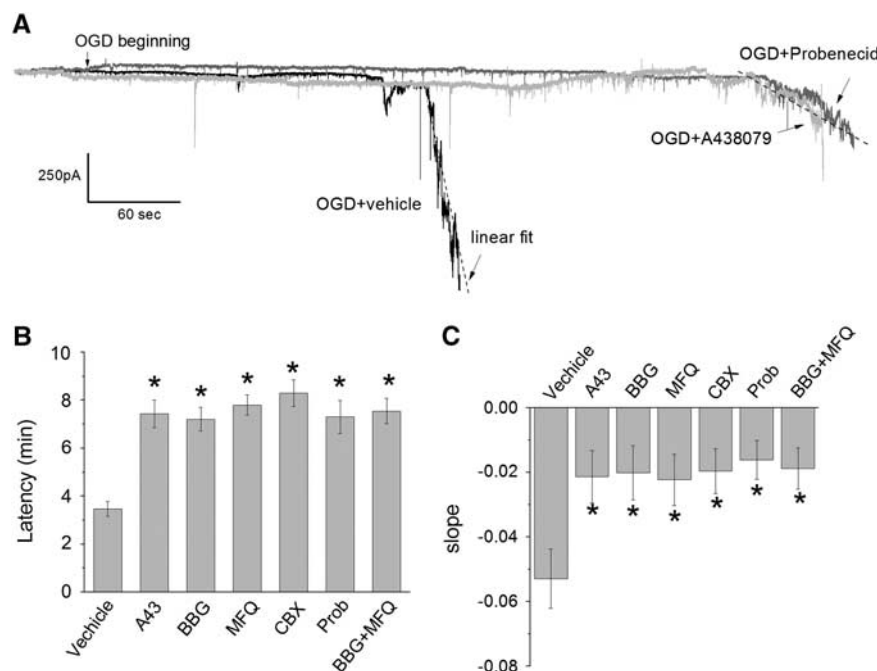 A
OGD beginning
OGD+Probenecid
OGD+A438079
250pA
60 sec
OGD+vehicle
linear fit
B
Latency (min)
10
8
6
4
2
0
* * * * * *
Vechicle A43 BBG MFQ CBX Prob BBG+MFQ
C
Vechicle A43 BBG MFQ CBX Prob BBG+MFQ
slope
0.00
-0.02
-0.04
-0.06
-0.08
* * * * * *